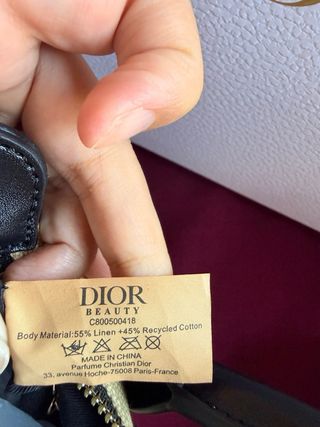 DIOR
BEAUTY
C800500418
Body Material:55% Linen +45% Recycled Cotton
MADE IN CHINA
Parfume Christian Dior
33, avenue Hoche-75008 Paris-France